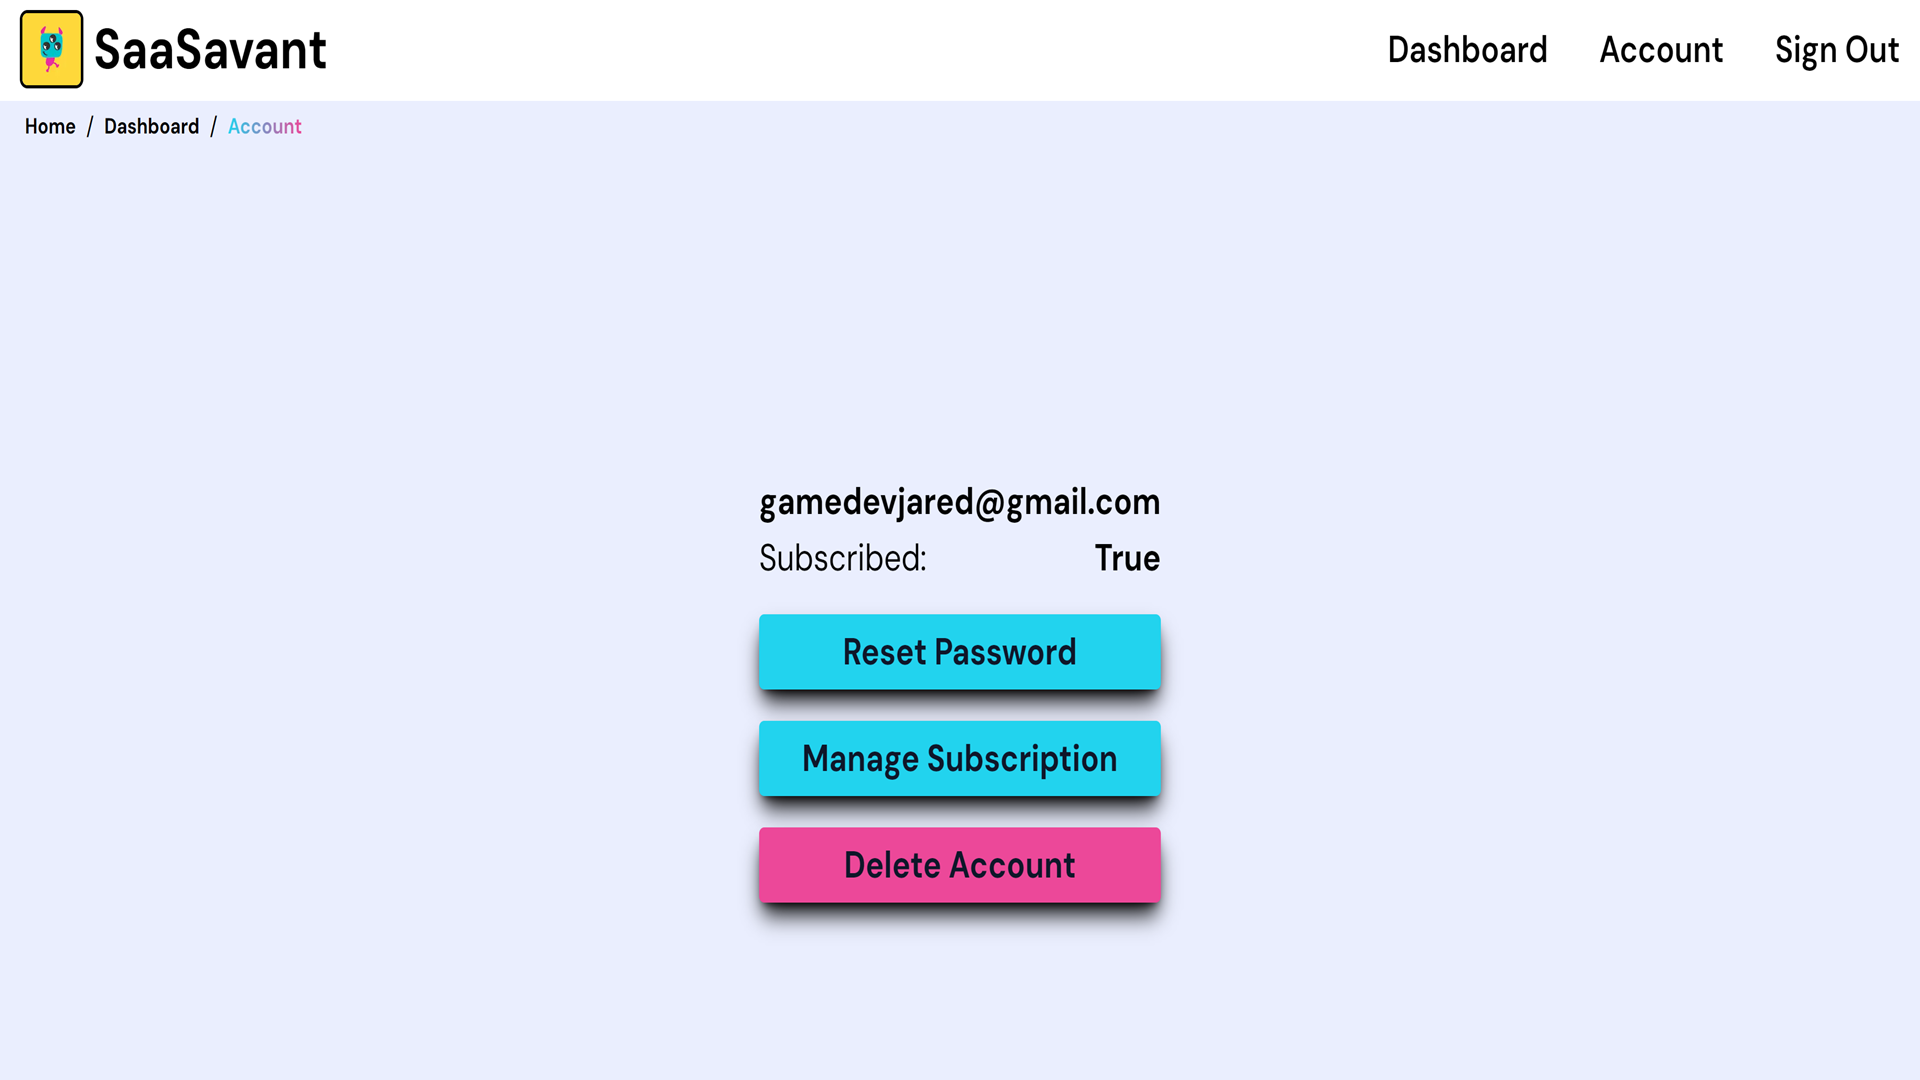 SaaSavant
Dashboard Account Sign Out
Home / Dashboard / Account
gamedevjared@gmail.com
Subscribed: True
Reset Password
Manage Subscription
Delete Account